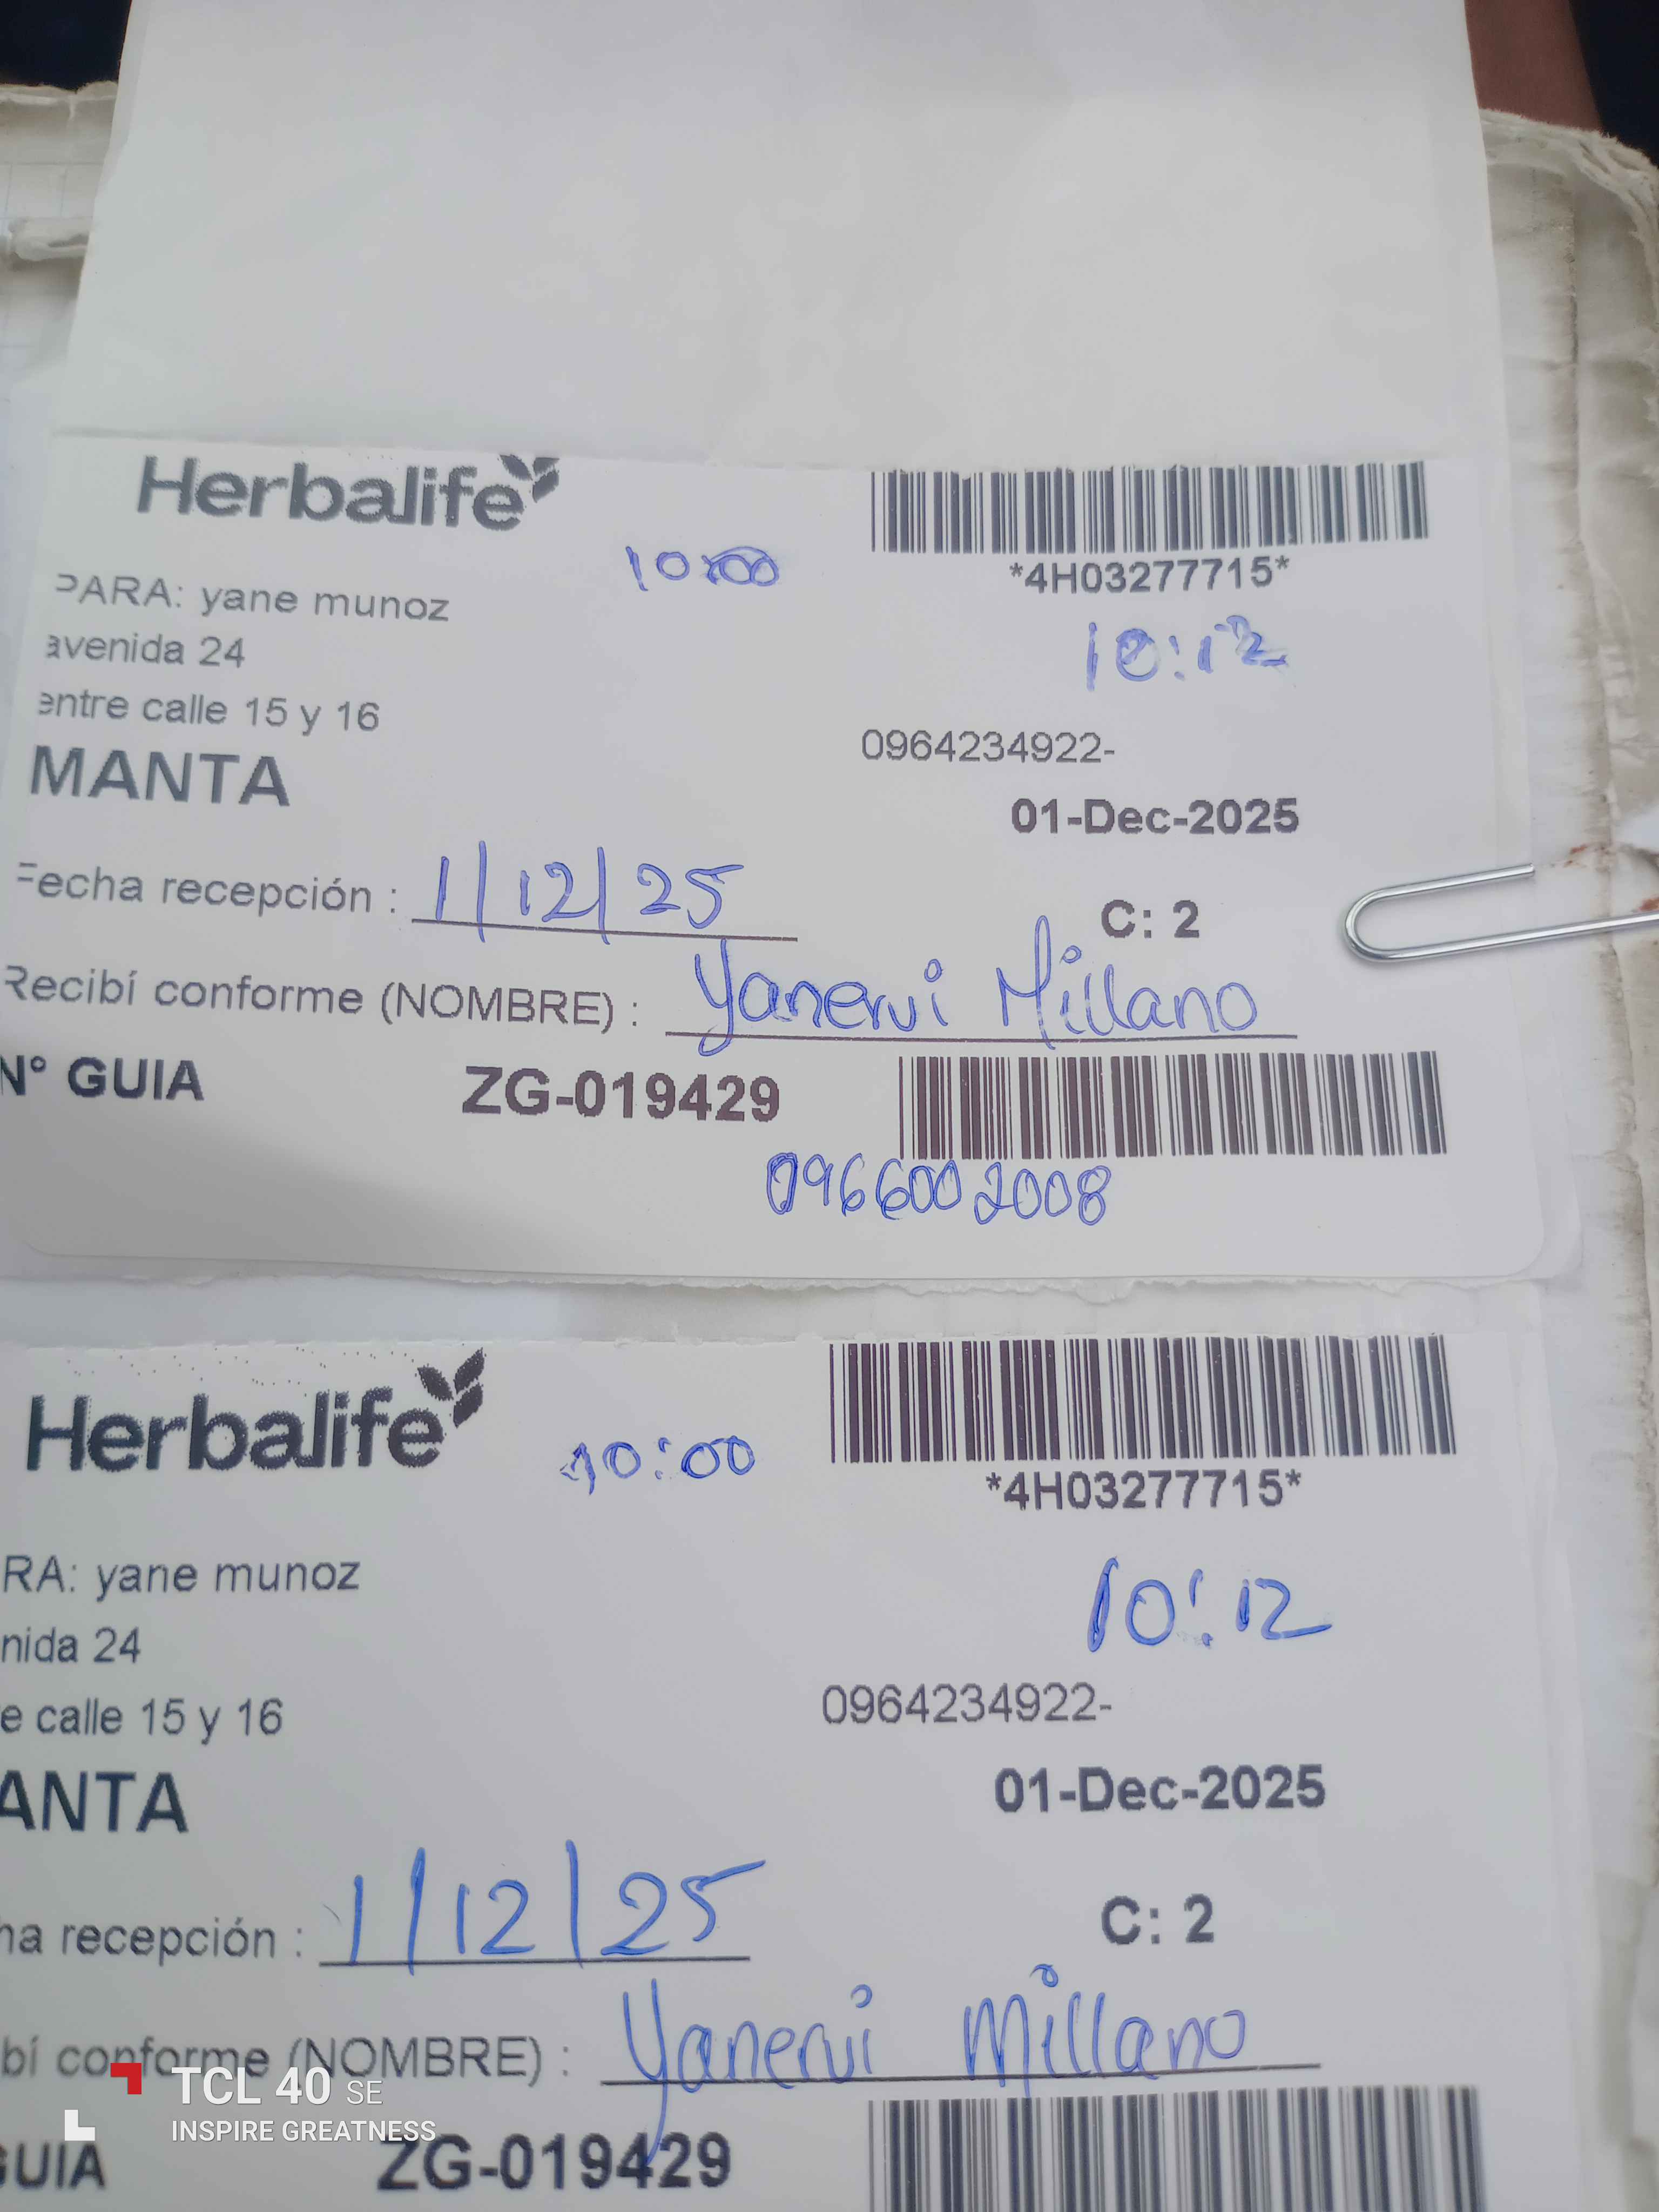 Herbalife
10:00
*4H03277715*
PARA: yane munoz
10:12
avenida 24
entre calle 15 y 16
0964234922-
MANTA
01-Dec-2025
Fecha recepción : 1/12/25
C: 2
Recibí conforme (NOMBRE) : Yanervi Millano
N° GUIA ZG-019429
0966002008
Herbalife
10:00
*4H03277715*
RA: yane munoz
10:12
nida 24
e calle 15 y 16
0964234922-
ANTA
01-Dec-2025
ha recepción : 1/12/25
C: 2
bí conforme (NOMBRE) : Yanervi Millano
TCL 40 SE
INSPIRE GREATNESS
GUIA ZG-019429